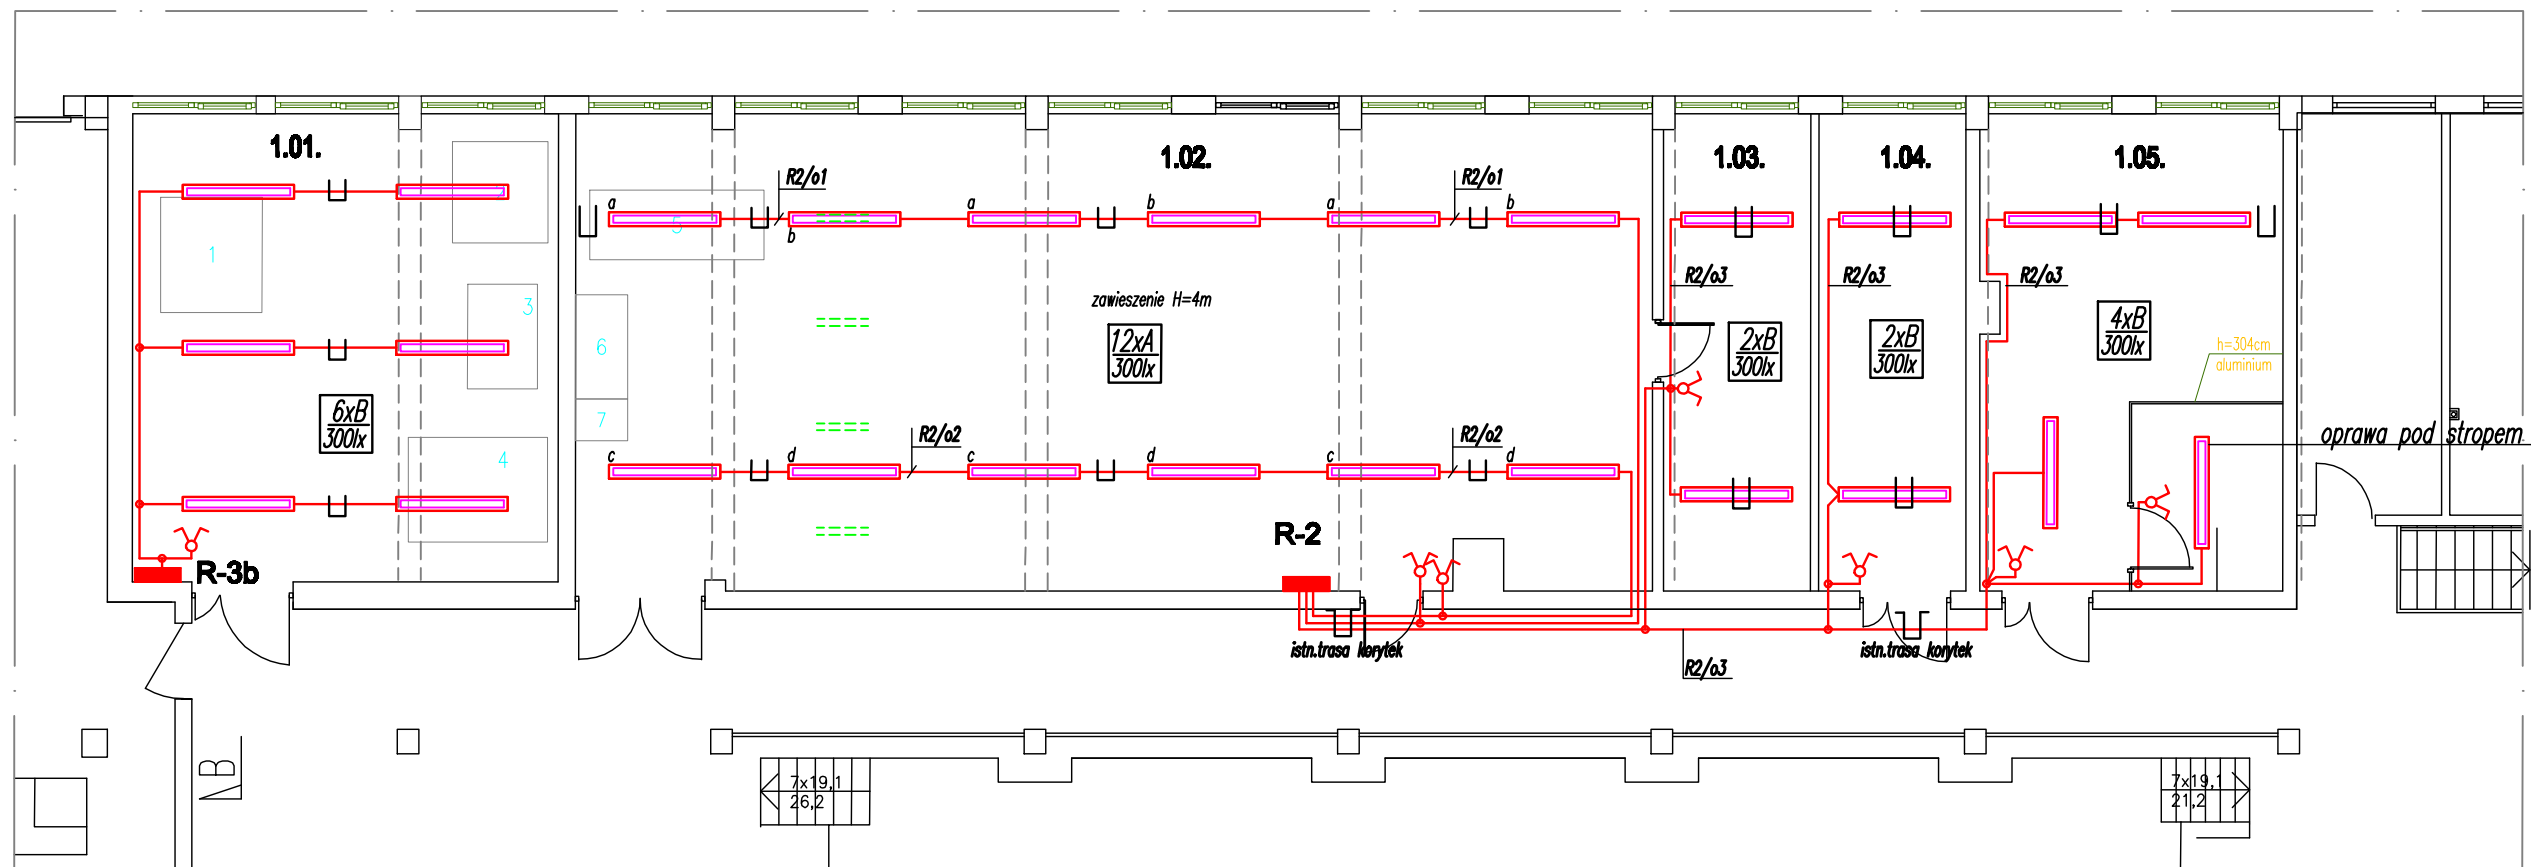 1.01.
1.02.
1.03.
1.04.
1.05.
R2/o1
R2/o1
2
a
b
a
b
a
b
5
1
R2/o3
R2/o3
R2/o3
zawieszenie H=4m
3
12xA
300lx
2xB
300lx
2xB
300lx
4xB
300lx
h=304cm
aluminium
6
6xB
300lx
7
R2/o2
R2/o2
oprawa pod stropem
4
c
d
c
d
c
d
R-2
R-3b
istn.trasa korytek
istn.trasa korytek
R2/o3
7x19,1
26,2
7x19,1
21,2